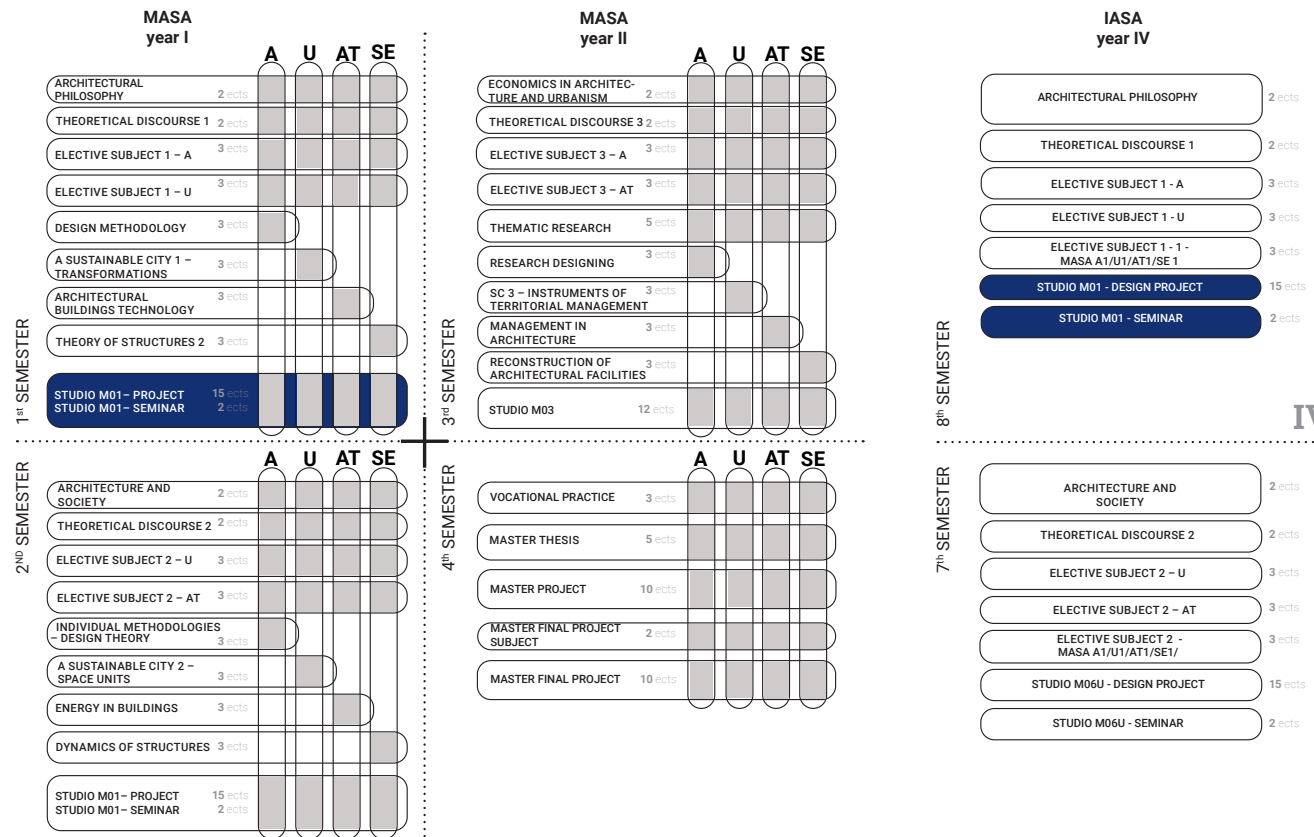 MASA
year I
A U AT SE
1st SEMESTER
ARCHITECTURAL
PHILOSOPHY 2 ects
THEORETICAL DISCOURSE 1 2 ects
ELECTIVE SUBJECT 1 – A 3 ects
ELECTIVE SUBJECT 1 – U 3 ects
DESIGN METHODOLOGY 3 ects
A SUSTAINABLE CITY 1 –
TRANSFORMATIONS 3 ects
ARCHITECTURAL
BUILDINGS TECHNOLOGY 3 ects
THEORY OF STRUCTURES 2 3 ects
STUDIO M01– PROJECT 15 ects
STUDIO M01– SEMINAR 2 ects
2ND SEMESTER
A U AT SE
ARCHITECTURE AND
SOCIETY 2 ects
THEORETICAL DISCOURSE 2 2 ects
ELECTIVE SUBJECT 2 – U 3 ects
ELECTIVE SUBJECT 2 – AT 3 ects
INDIVIDUAL METHODOLOGIES
– DESIGN THEORY 3 ects
A SUSTAINABLE CITY 2 –
SPACE UNITS 3 ects
ENERGY IN BUILDINGS 3 ects
DYNAMICS OF STRUCTURES 3 ects
STUDIO M01– PROJECT 15 ects
STUDIO M01– SEMINAR 2 ects
MASA
year II
A U AT SE
3rd SEMESTER
ECONOMICS IN ARCHITEC-
TURE AND URBANISM 2 ects
THEORETICAL DISCOURSE 3 2 ects
ELECTIVE SUBJECT 3 – A 3 ects
ELECTIVE SUBJECT 3 – AT 3 ects
THEMATIC RESEARCH 5 ects
RESEARCH DESIGNING 3 ects
SC 3 – INSTRUMENTS OF
TERRITORIAL MANAGEMENT 3 ects
MANAGEMENT IN
ARCHITECTURE 3 ects
RECONSTRUCTION OF
ARCHITECTURAL FACILITIES 3 ects
STUDIO M03 12 ects
4th SEMESTER
A U AT SE
VOCATIONAL PRACTICE 3 ects
MASTER THESIS 5 ects
MASTER PROJECT 10 ects
MASTER FINAL PROJECT
SUBJECT 2 ects
MASTER FINAL PROJECT 10 ects
IASA
year IV
8th SEMESTER
ARCHITECTURAL PHILOSOPHY 2 ects
THEORETICAL DISCOURSE 1 2 ects
ELECTIVE SUBJECT 1 - A 3 ects
ELECTIVE SUBJECT 1 - U 3 ects
ELECTIVE SUBJECT 1 - 1 -
MASA A1/U1/AT1/SE 1 3 ects
STUDIO M01 - DESIGN PROJECT 15 ects
STUDIO M01 - SEMINAR 2 ects
IV
7th SEMESTER
ARCHITECTURE AND
SOCIETY 2 ects
THEORETICAL DISCOURSE 2 2 ects
ELECTIVE SUBJECT 2 – U 3 ects
ELECTIVE SUBJECT 2 – AT 3 ects
ELECTIVE SUBJECT 2 -
MASA A1/U1/AT1/SE1/ 3 ects
STUDIO M06U - DESIGN PROJECT 15 ects
STUDIO M06U - SEMINAR 2 ects